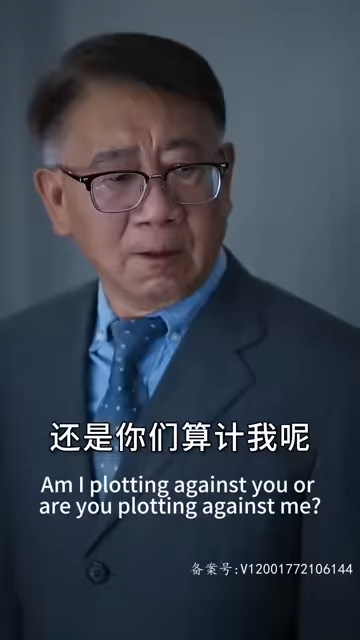 还是你们算计我呢
Am I plotting against you or
are you plotting against me?
备案号:V12001772106144